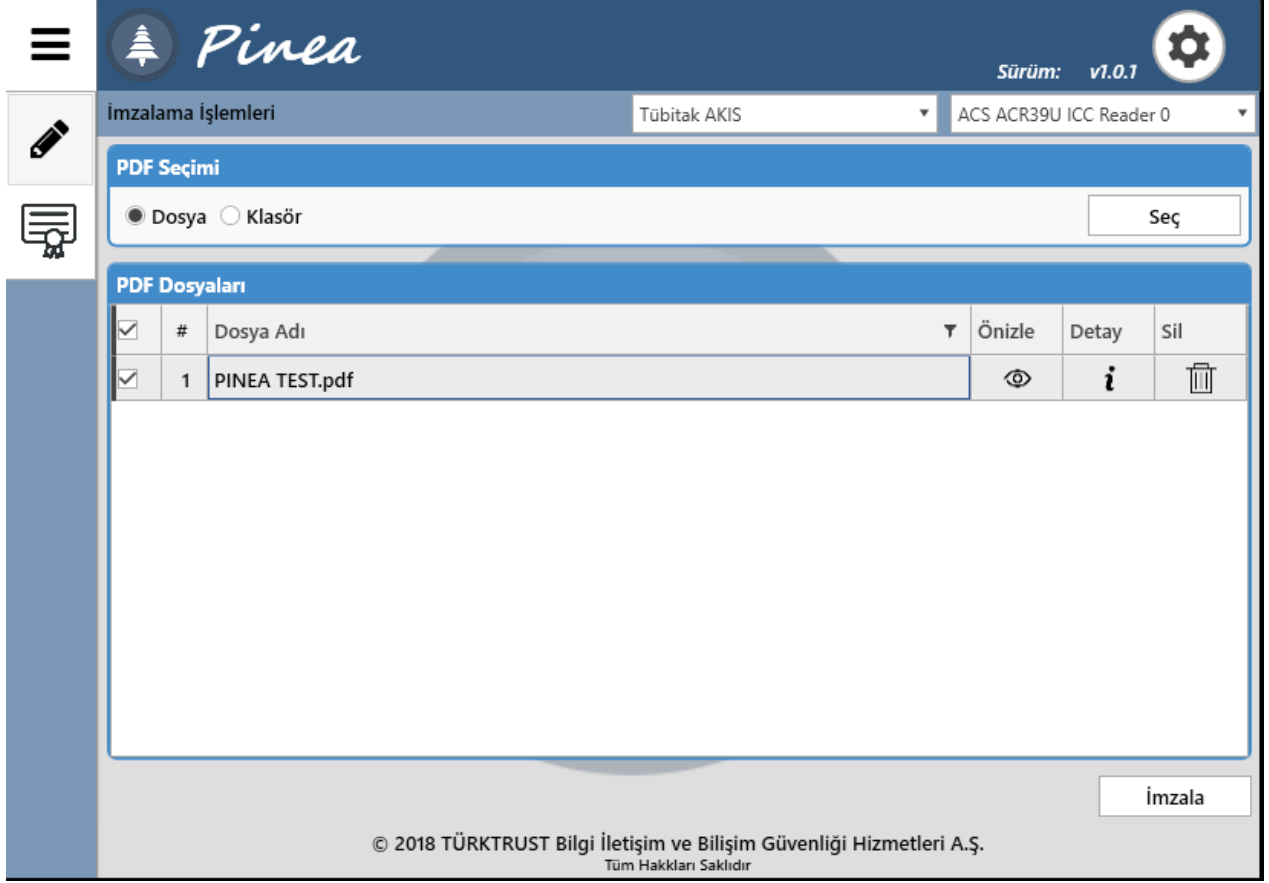 Pinea
Sürüm: v1.0.1
İmzalama İşlemleri Tübitak AKIS ACS ACR39U ICC Reader 0
PDF Seçimi
Dosya Klasör Seç
PDF Dosyaları
# Dosya Adı Önizle Detay Sil
1 PINEA TEST.pdf
İmzala
© 2018 TÜRKTRUST Bilgi İletişim ve Bilişim Güvenliği Hizmetleri A.Ş.
Tüm Hakkları Saklıdır